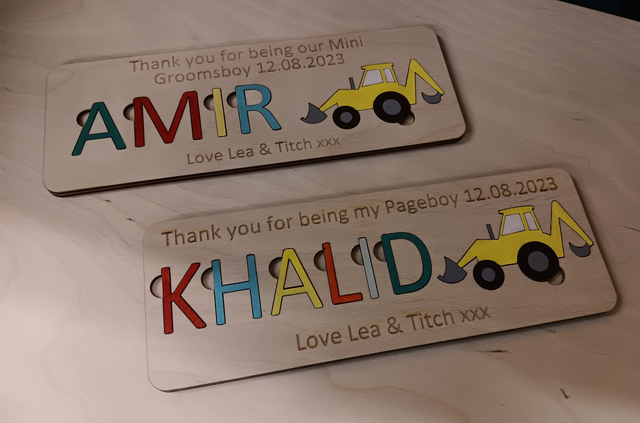 Thank you for being our Mini
Groomsboy 12.08.2023
AMIR
Love Lea & Titch xxx
Thank you for being my Pageboy 12.08.2023
KHALID
Love Lea & Titch xxx